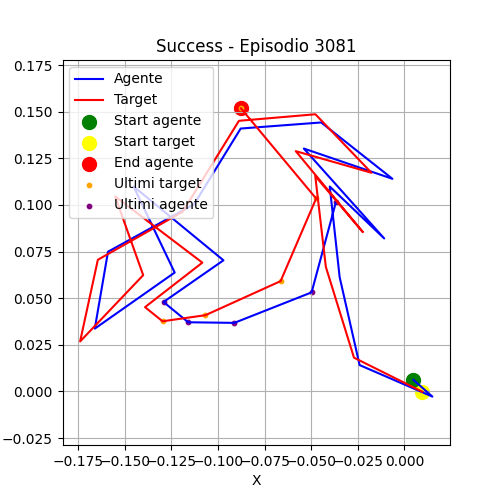 Success - Episodio 3081
0.175
0.150
0.125
0.100
0.075
0.050
0.025
0.000
−0.025
Agente
Target
Start agente
Start target
End agente
Ultimi target
Ultimi agente
−0.175 −0.150 −0.125 −0.100 −0.075 −0.050 −0.025 0.000
X